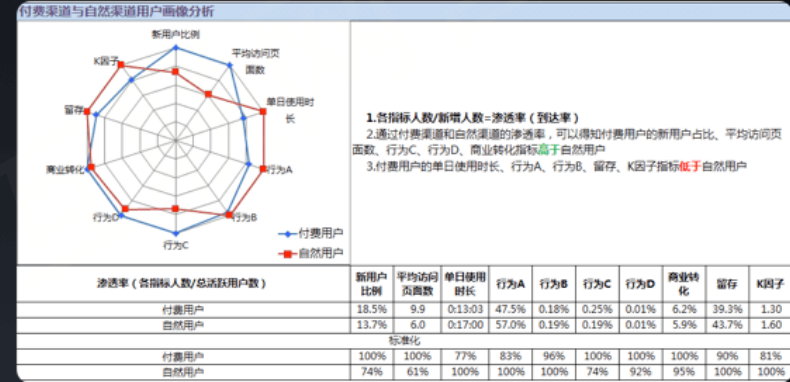 付费渠道与自然渠道用户画像分析
新用户比例
平均访问页
面数
单日使用时
长
行为A
行为B
行为C
行为D
商业转化
留存
K因子
付费用户
自然用户
1.各指标人数/新增人数=渗透率（到达率）
2.通过付费渠道和自然渠道的渗透率，可以得知付费用户的新用户占比、平均访问页
面数、行为C、行为D、商业转化指标高于自然用户
3.付费用户的单日使用时长、行为A、行为B、留存、K因子指标低于自然用户
渗透率（各指标人数/总活跃用户数） 新用户比例 平均访问页面数 单日使用时长 行为A 行为B 行为C 行为D 商业转化 留存 K因子
付费用户 18.5% 9.9 0:13:03 47.5% 0.18% 0.25% 0.01% 6.2% 39.3% 1.30
自然用户 13.7% 6.0 0:17:00 57.0% 0.19% 0.19% 0.01% 5.9% 43.7% 1.60
标准化
付费用户 100% 100% 77% 83% 96% 100% 100% 100% 90% 81%
自然用户 74% 61% 100% 100% 100% 74% 92% 95% 100% 100%